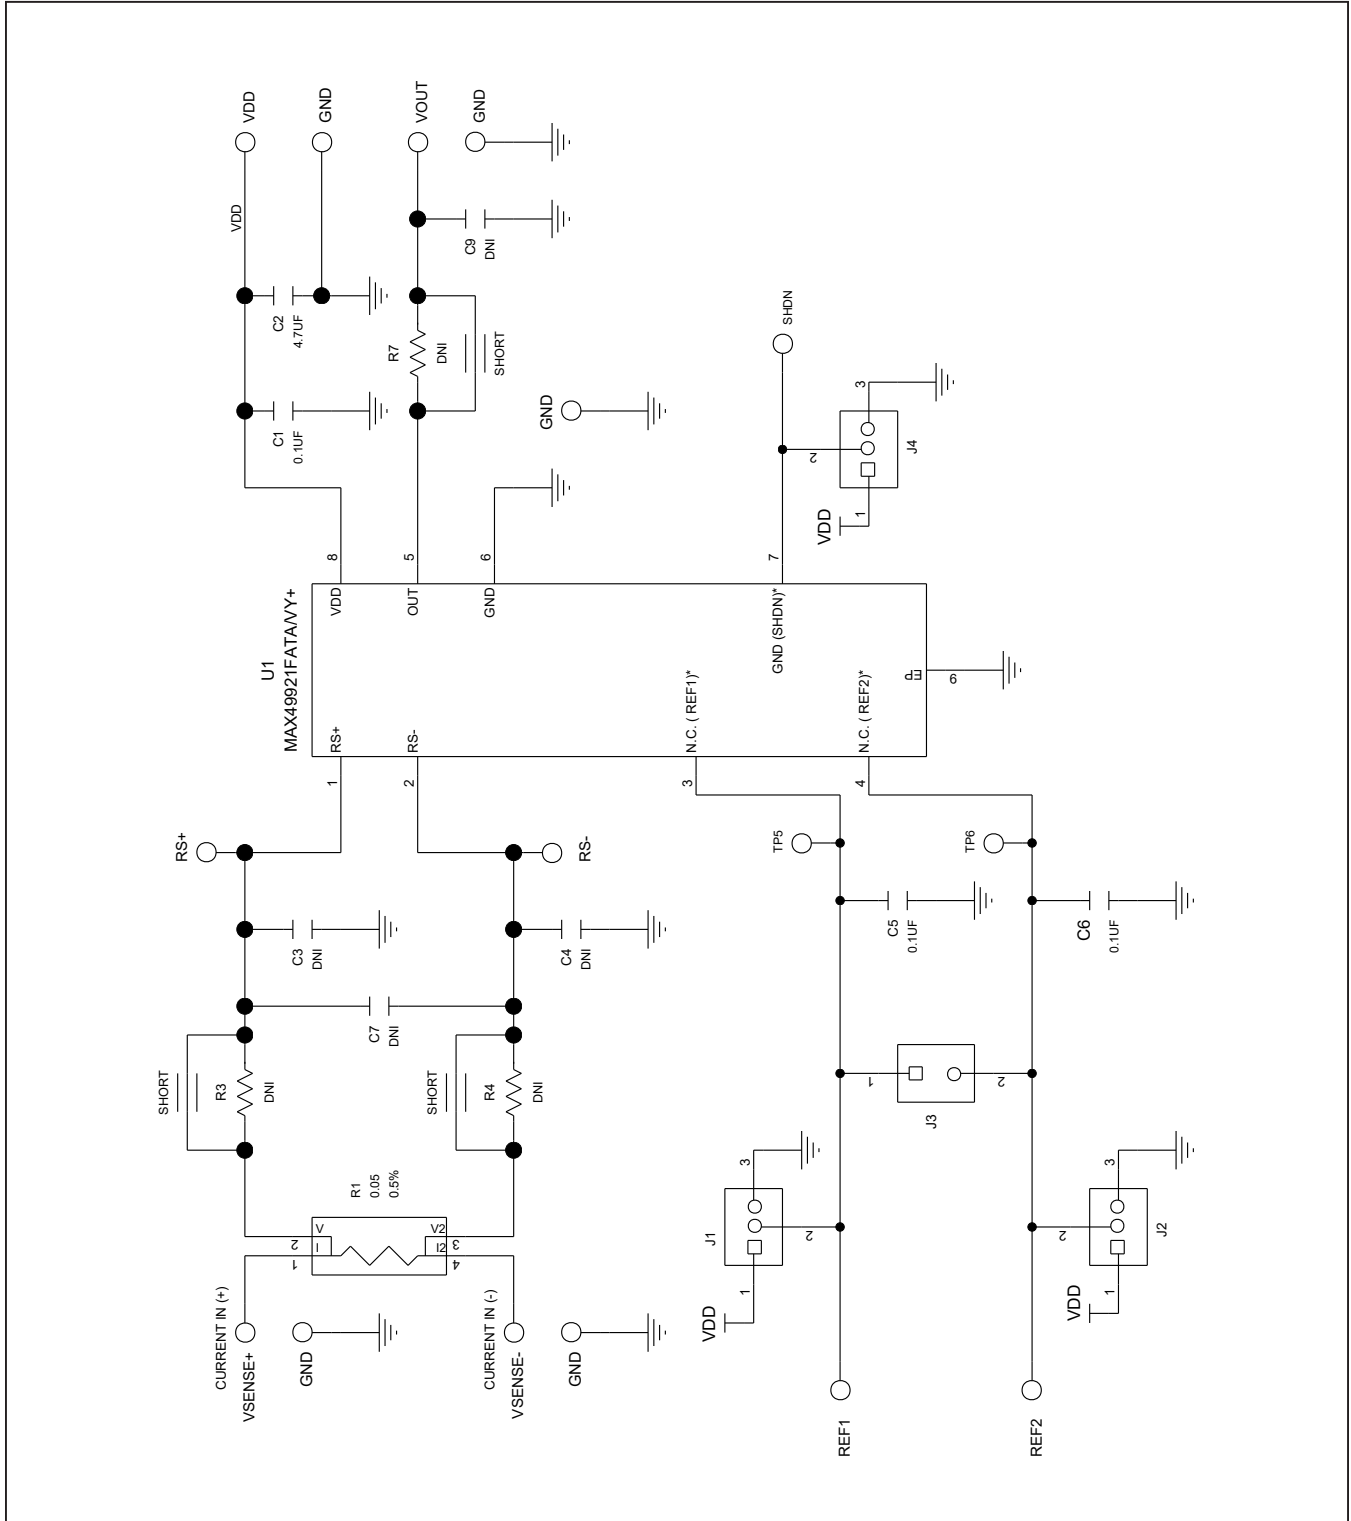 VDD
GND
VOUT
GND
VDD
C2
4.7UF
C1
0.1UF
C9
DNI
R7
DNI
SHORT
GND
SHDN
3
2
J4
1
VDD
8
5
6
7
U1
MAX49921FATA/VY+
VDD
OUT
GND
GND (SHDN)*
EP
9
RS+
RS-
N.C. ( REF1)*
N.C. ( REF2)*
1
2
3
4
RS+
RS-
TP5
TP6
C3
DNI
C4
DNI
C5
0.1UF
C6
0.1UF
C7
DNI
SHORT
R3
DNI
SHORT
R4
DNI
1
2
J3
R1
0.05
0.5%
V
I
V2
I2
2
1
3
4
3
J1
2
1
VDD
3
2
J2
1
VDD
CURRENT IN (+)
VSENSE+
GND
CURRENT IN (-)
VSENSE-
GND
REF1
REF2